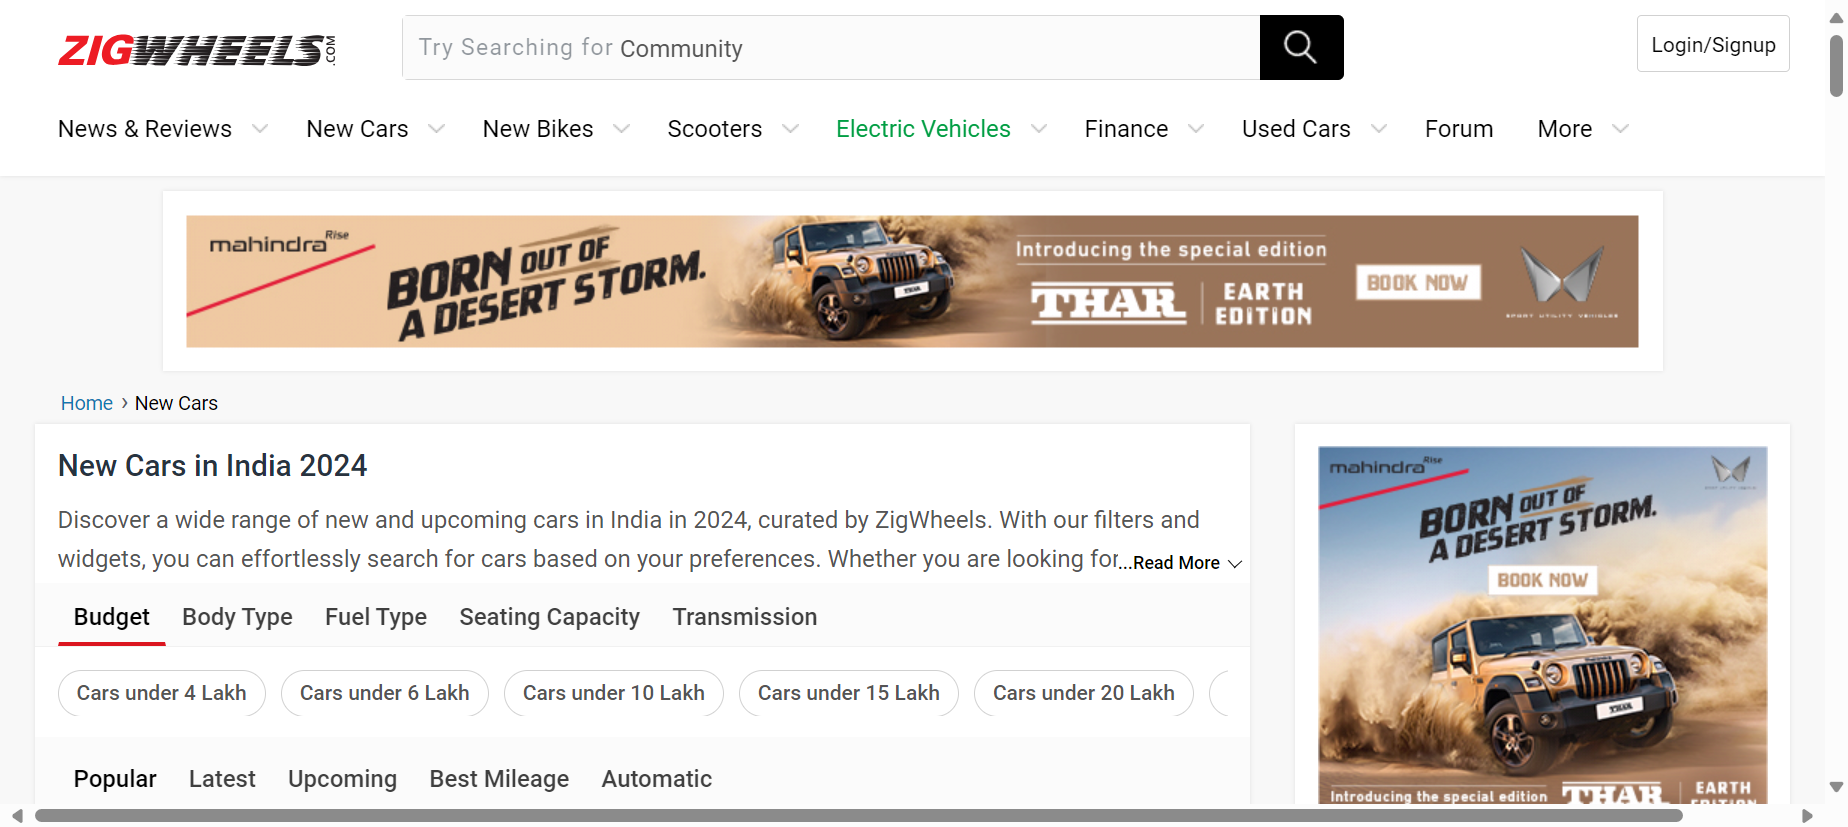 ZIGWHEELS.COM
Try Searching for Community
Login/Signup
News & Reviews New Cars New Bikes Scooters Electric Vehicles Finance Used Cars Forum More
mahindra Rise
BORN OUT OF
A DESERT STORM.
Introducing the special edition
THAR | EARTH EDITION
BOOK NOW
SPORT UTILITY VEHICLES
Home › New Cars
New Cars in India 2024
Discover a wide range of new and upcoming cars in India in 2024, curated by ZigWheels. With our filters and
widgets, you can effortlessly search for cars based on your preferences. Whether you are looking for...Read More
Budget Body Type Fuel Type Seating Capacity Transmission
Cars under 4 Lakh Cars under 6 Lakh Cars under 10 Lakh Cars under 15 Lakh Cars under 20 Lakh
Popular Latest Upcoming Best Mileage Automatic
mahindra Rise
BORN OUT OF
A DESERT STORM.
BOOK NOW
THAR
Introducing the special edition THAR | EARTH
EDITION